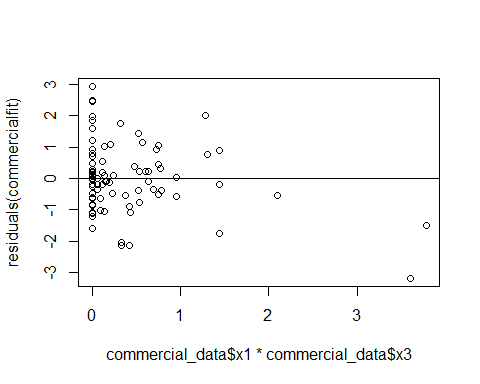 residuals(commercialfit)
3
2
1
0
-1
-2
-3
0 1 2 3
commercial_data$x1 * commercial_data$x3